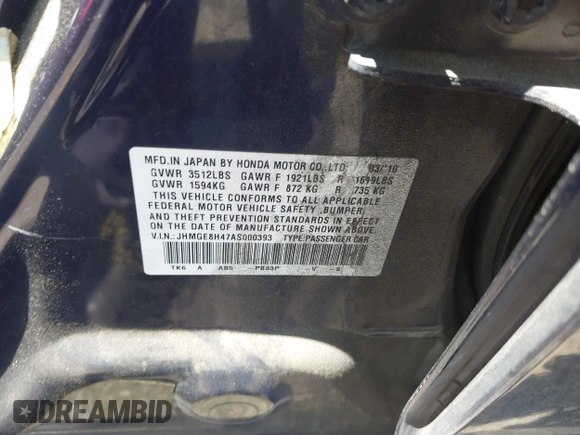 MFD.IN JAPAN BY HONDA MOTOR CO.,LTD. 03/10
GVWR 3512LBS GAWR F 1921LBS R 1619LBS
GVWR 1594KG GAWR F 872 KG R 735 KG
THIS VEHICLE CONFORMS TO ALL APPLICABLE
FEDERAL MOTOR VEHICLE SAFETY ,BUMPER,
AND THEFT PREVENTION STANDARDS IN EFFECT
ON THE DATE OF MANUFACTURE SHOWN ABOVE.
V.I.N.: JHMGE8H47AS000393 TYPE:PASSENGER CAR
TK6 A ABS -PB83P -V -S
DREAMBID